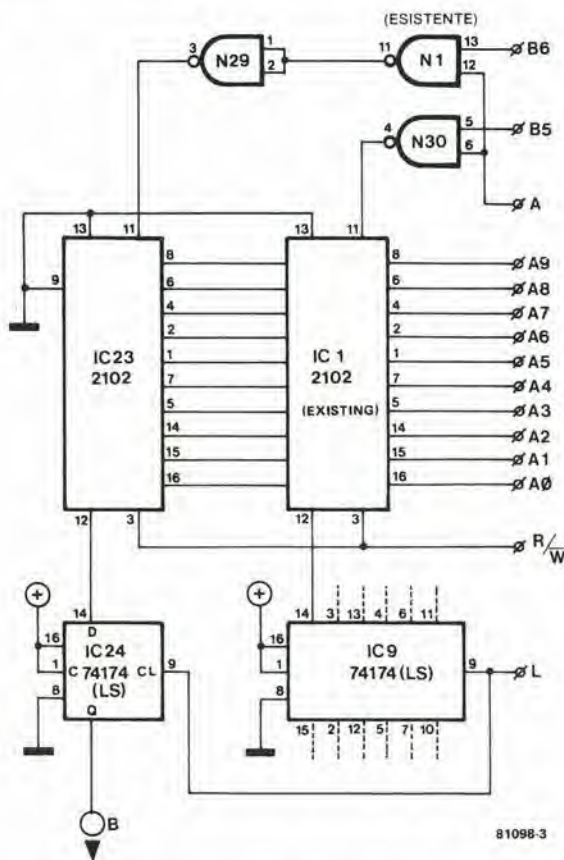 (ESISTENTE)
3 N29 1 11 N1 13 B6
2 12
4 N30 5 B5
6
A
13 11 13 11
9
8 8 A9
6 6 A8
4 4 A7
2 2 A6
IC23 IC 1
2102 2102
1 1 A5
7 7 A4
5 (EXISTING) 5 A3
14 14 A2
15 15 A1
16 16 AØ
12 3 12 3
R/W
+ +
14 14 3 13 4 6 11
D
16 IC24 16 IC9
1 C 74174 CL 9 1 74174 (LS) 9 L
8 (LS) 8
Q
15 2 12 5 7 10
B
81098-3